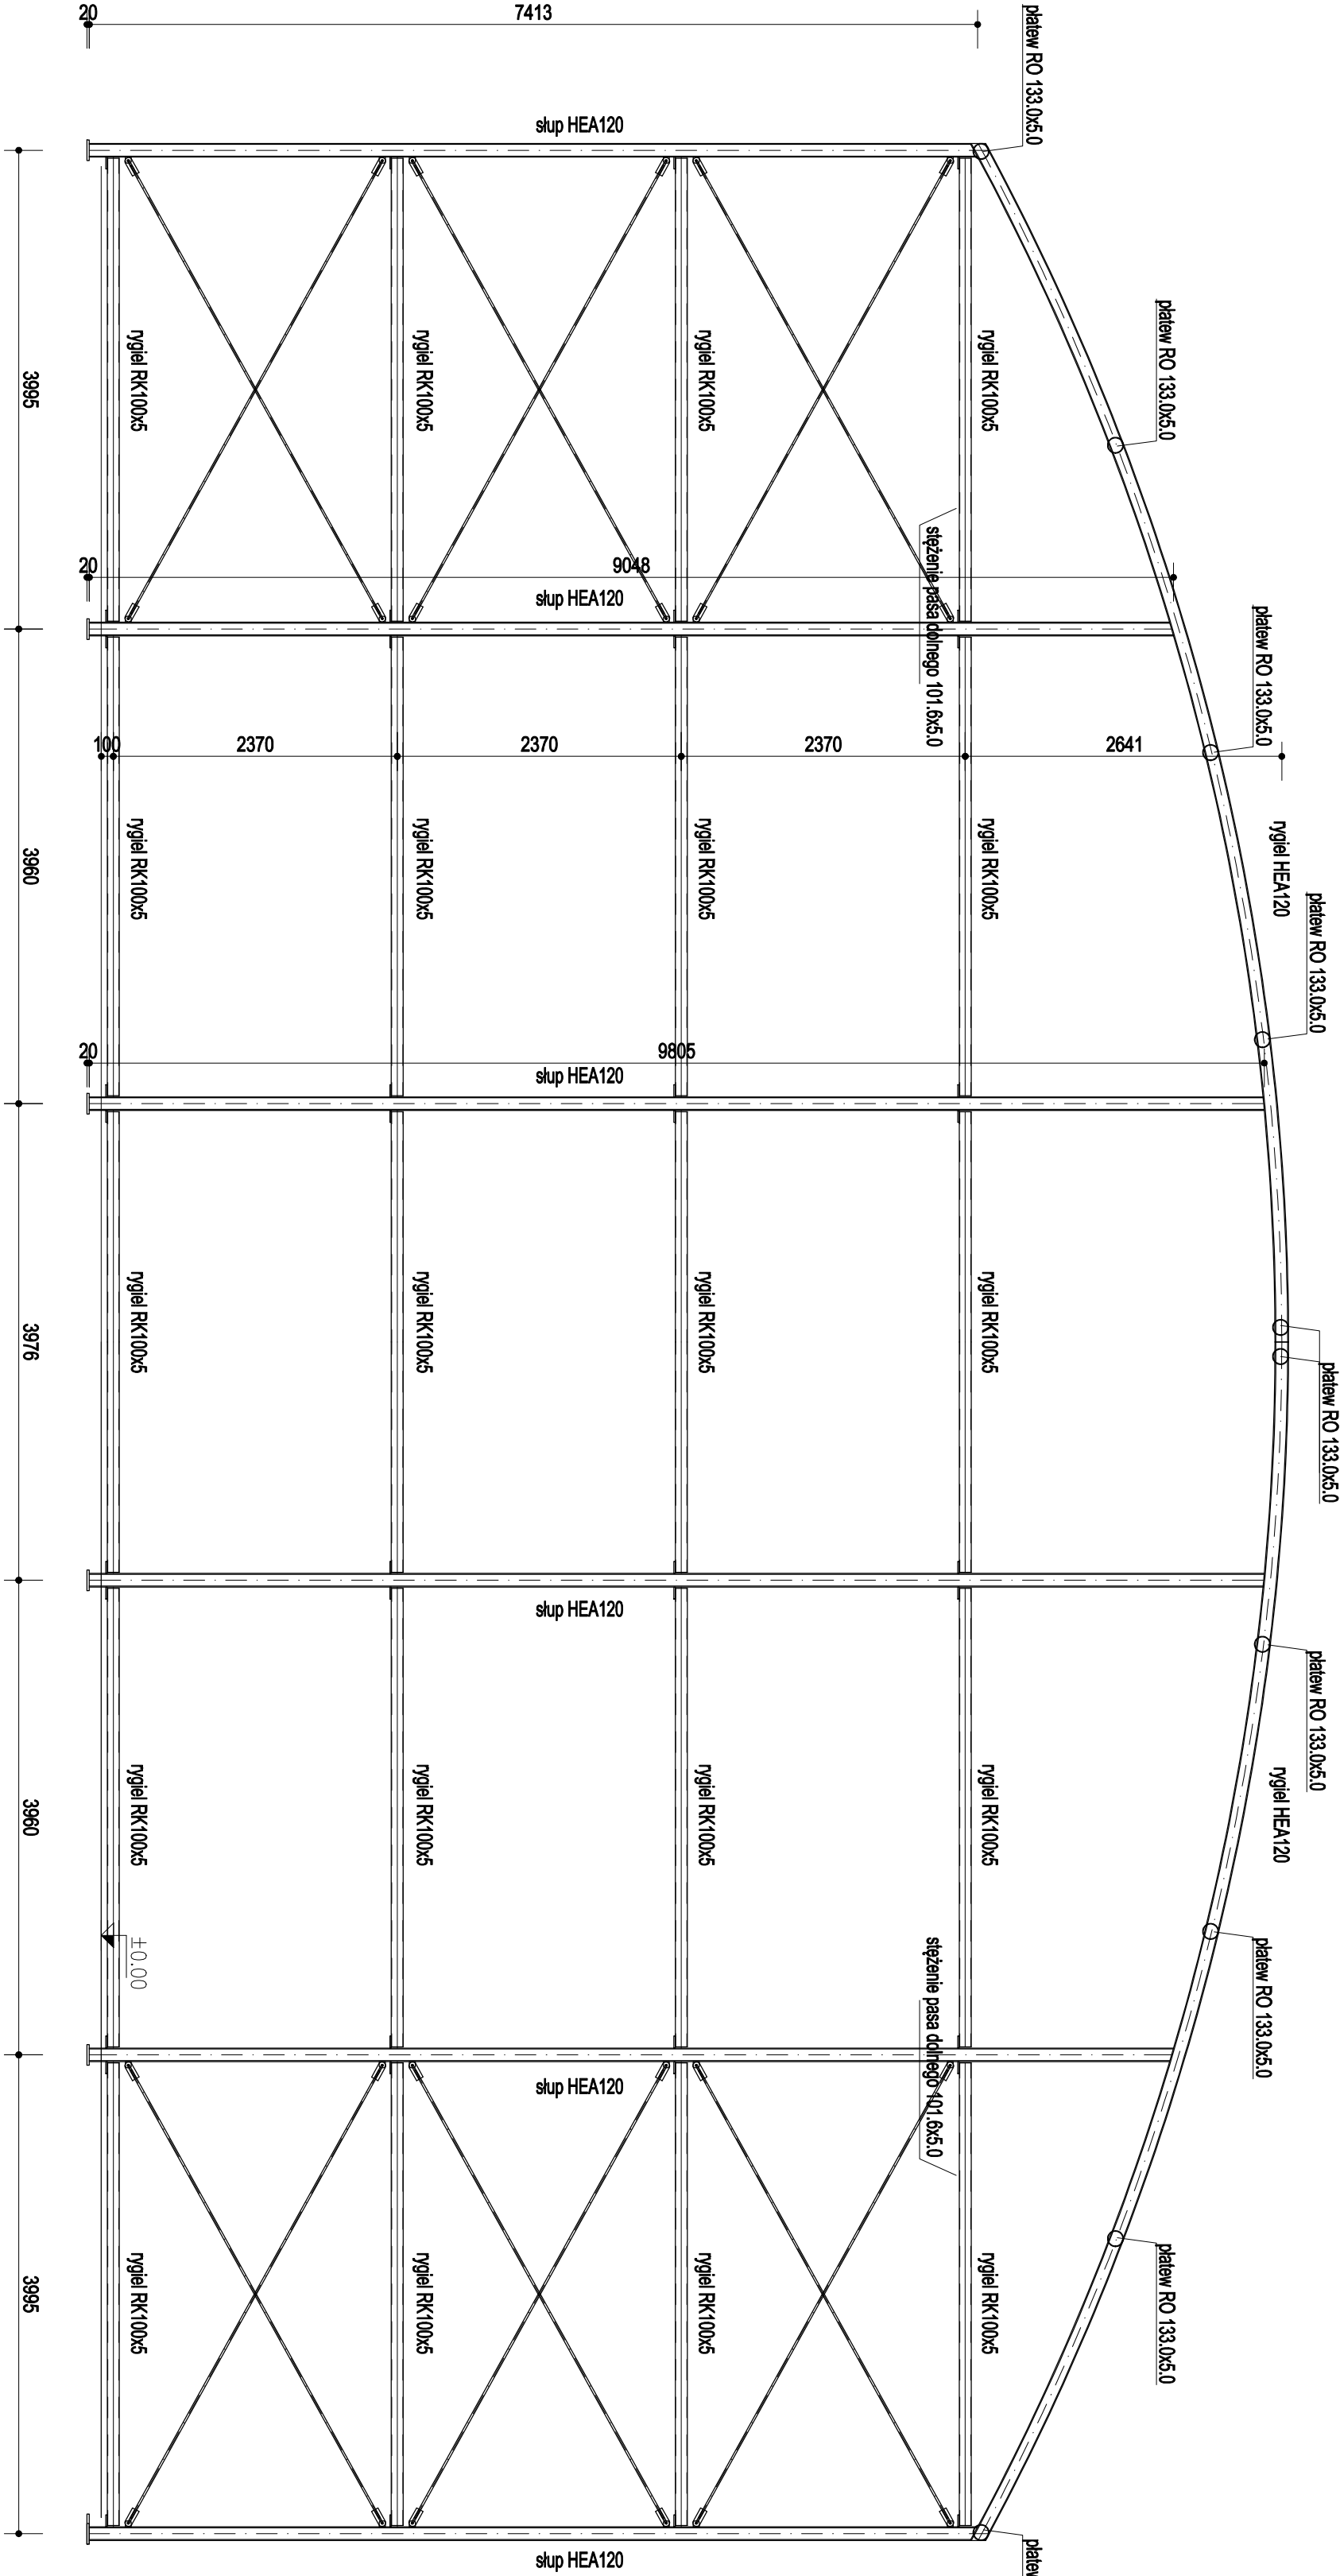 płatew RO 133.0x5.0
płatew RO 133.0x5.0
płatew RO 133.0x5.0
rygiel HEA120
rygiel HEA120
płatew RO 133.0x5.0
płatew RO 133.0x5.0
płatew RO 133.0x5.0
płatew RO 133.0x5.0
płatew RO 133.0x5.0
płatew
2641
rygiel RK100x5
rygiel RK100x5
rygiel RK100x5
rygiel RK100x5
rygiel RK100x5
stężenie pasa dolnego 101.6x5.0
stężenie pasa dolnego 101.6x5.0
2370
rygiel RK100x5
rygiel RK100x5
rygiel RK100x5
rygiel RK100x5
rygiel RK100x5
7413
9048
9805
słup HEA120
słup HEA120
słup HEA120
słup HEA120
słup HEA120
słup HEA120
2370
rygiel RK100x5
rygiel RK100x5
rygiel RK100x5
rygiel RK100x5
rygiel RK100x5
2370
rygiel RK100x5
rygiel RK100x5
rygiel RK100x5
rygiel RK100x5
rygiel RK100x5
±0.00
100
20
20
20
3995
3960
3976
3960
3995